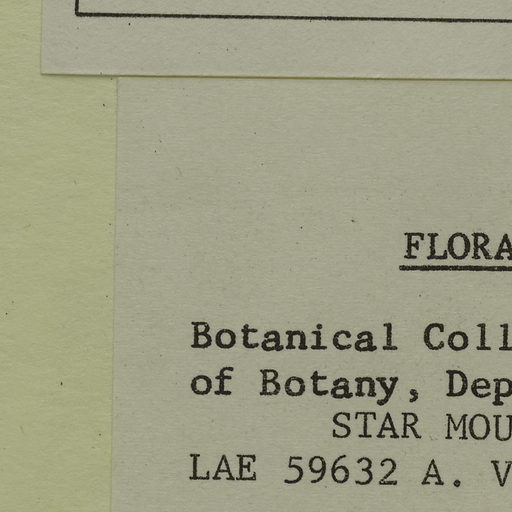 FLORA
Botanical Coll
of Botany, Dep
STAR MOU
LAE 59632 A. V